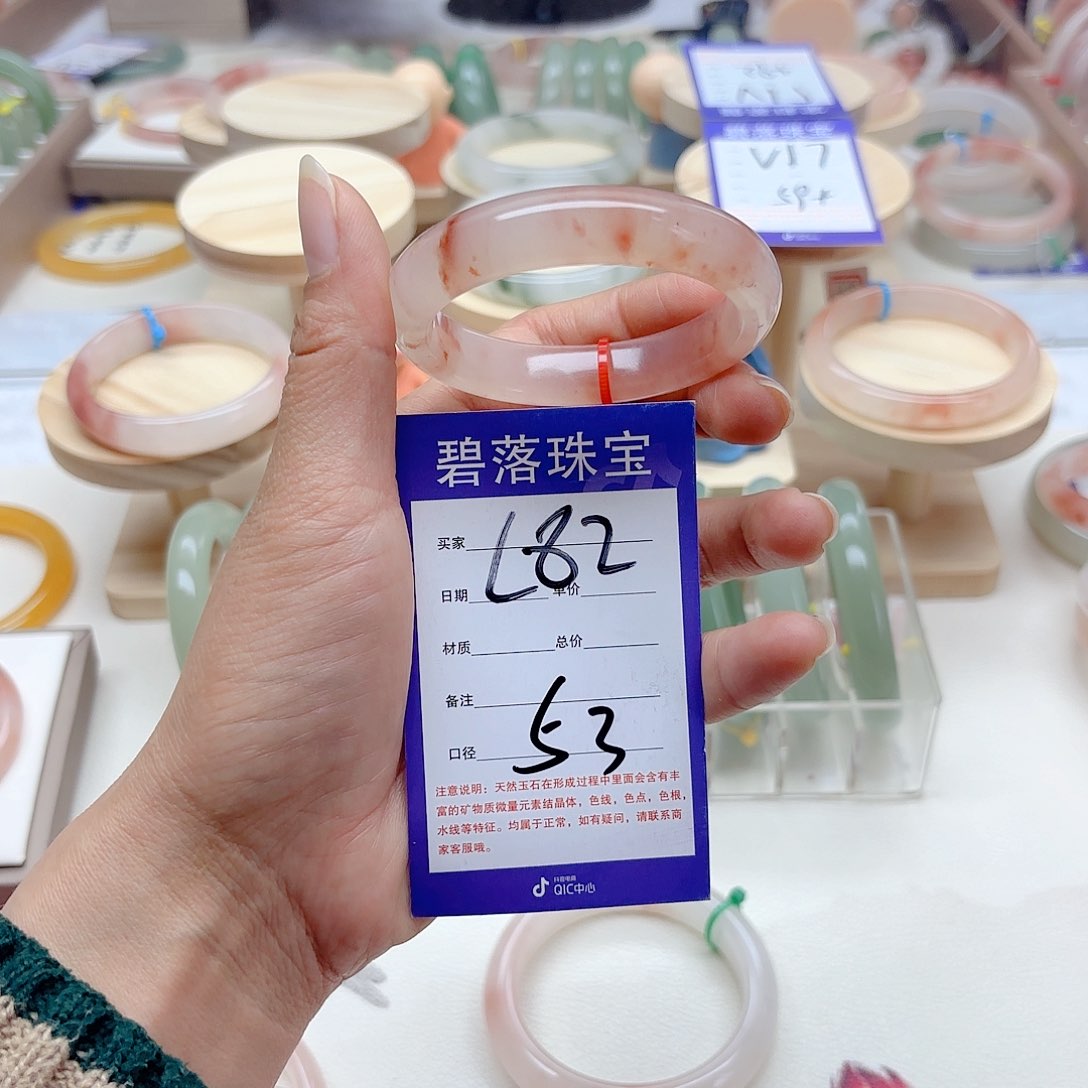 碧落珠宝
买家 L82
日期 单价
材质 总价
备注
口径 53
注意说明：天然玉石在形成过程中里面会含有丰
富的矿物质微量元素结晶体，色线，色点，色根，
水线等特征。均属于正常，如有疑问，请联系商
家客服哦。
抖音电商
QIC中心
V17